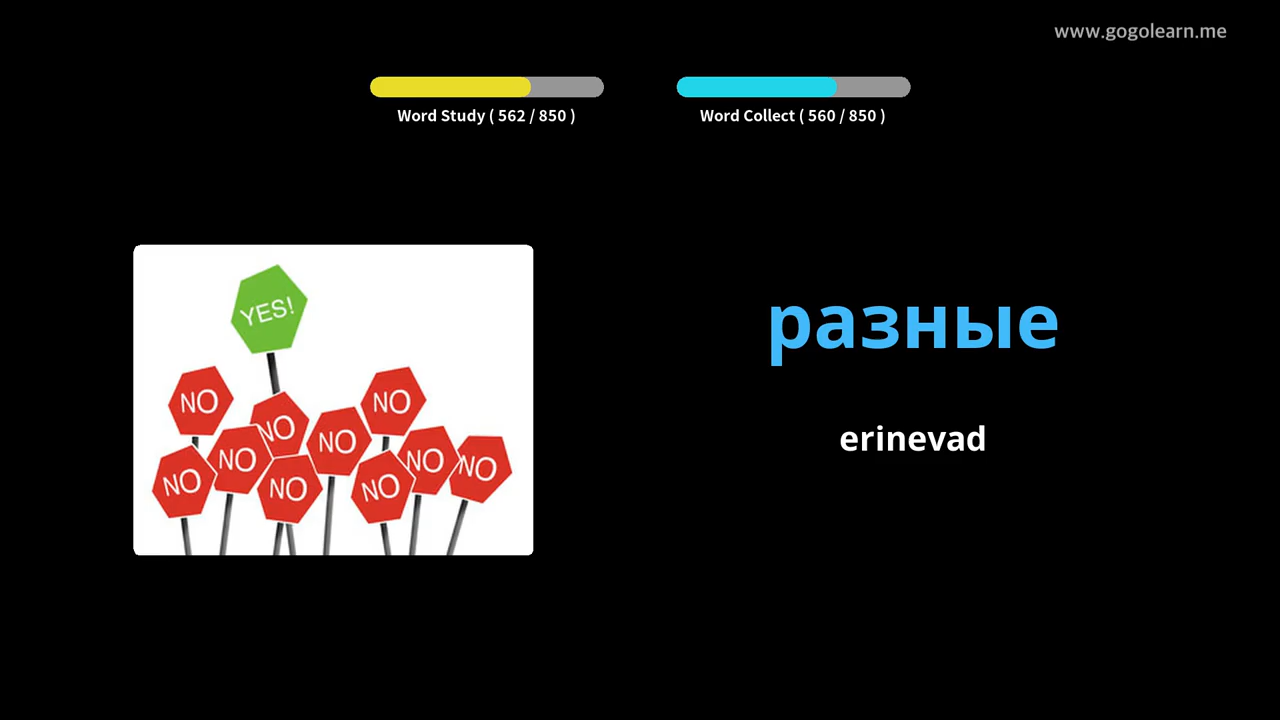 www.gogolearn.me
Word Study ( 562 / 850 )
Word Collect ( 560 / 850 )
YES!
NO
NO
NO
NO
NO
NO
NO
NO
NO
NO
разные
erinevad